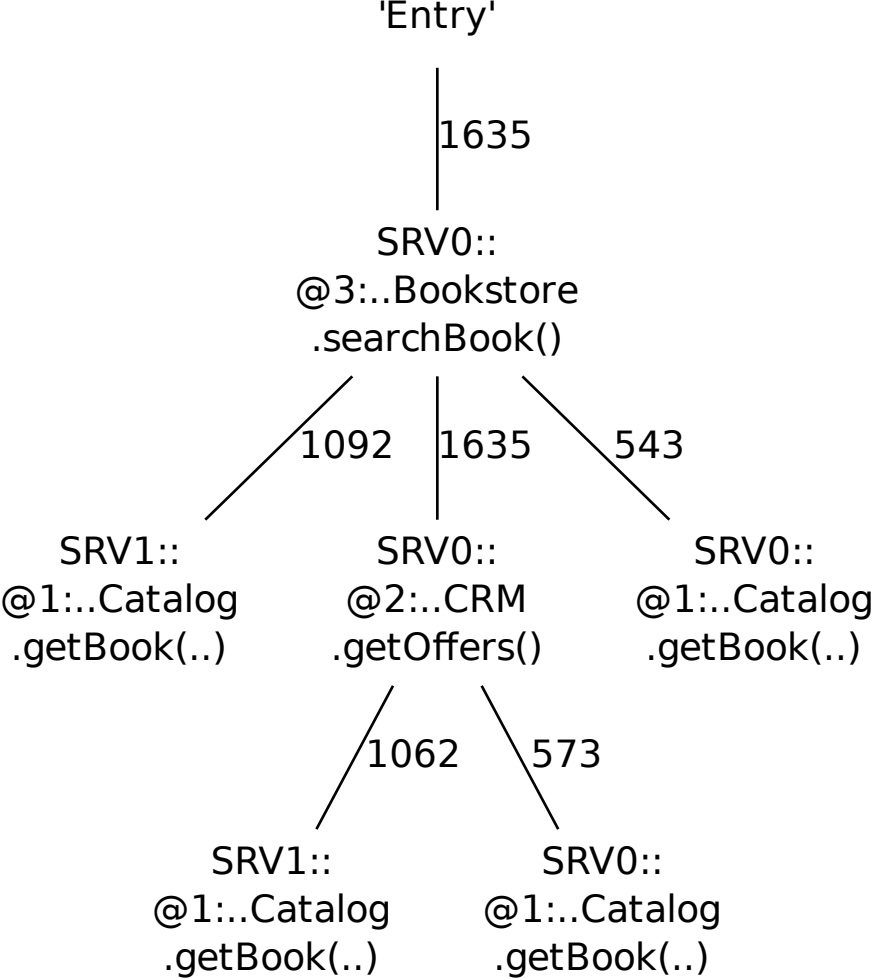 'Entry'
1635
SRV0::
@3:..Bookstore
.searchBook()
1092
1635
543
SRV1::
@1:..Catalog
.getBook(..)
SRV0::
@2:..CRM
.getOffers()
SRV0::
@1:..Catalog
.getBook(..)
1062
573
SRV1::
@1:..Catalog
.getBook(..)
SRV0::
@1:..Catalog
.getBook(..)